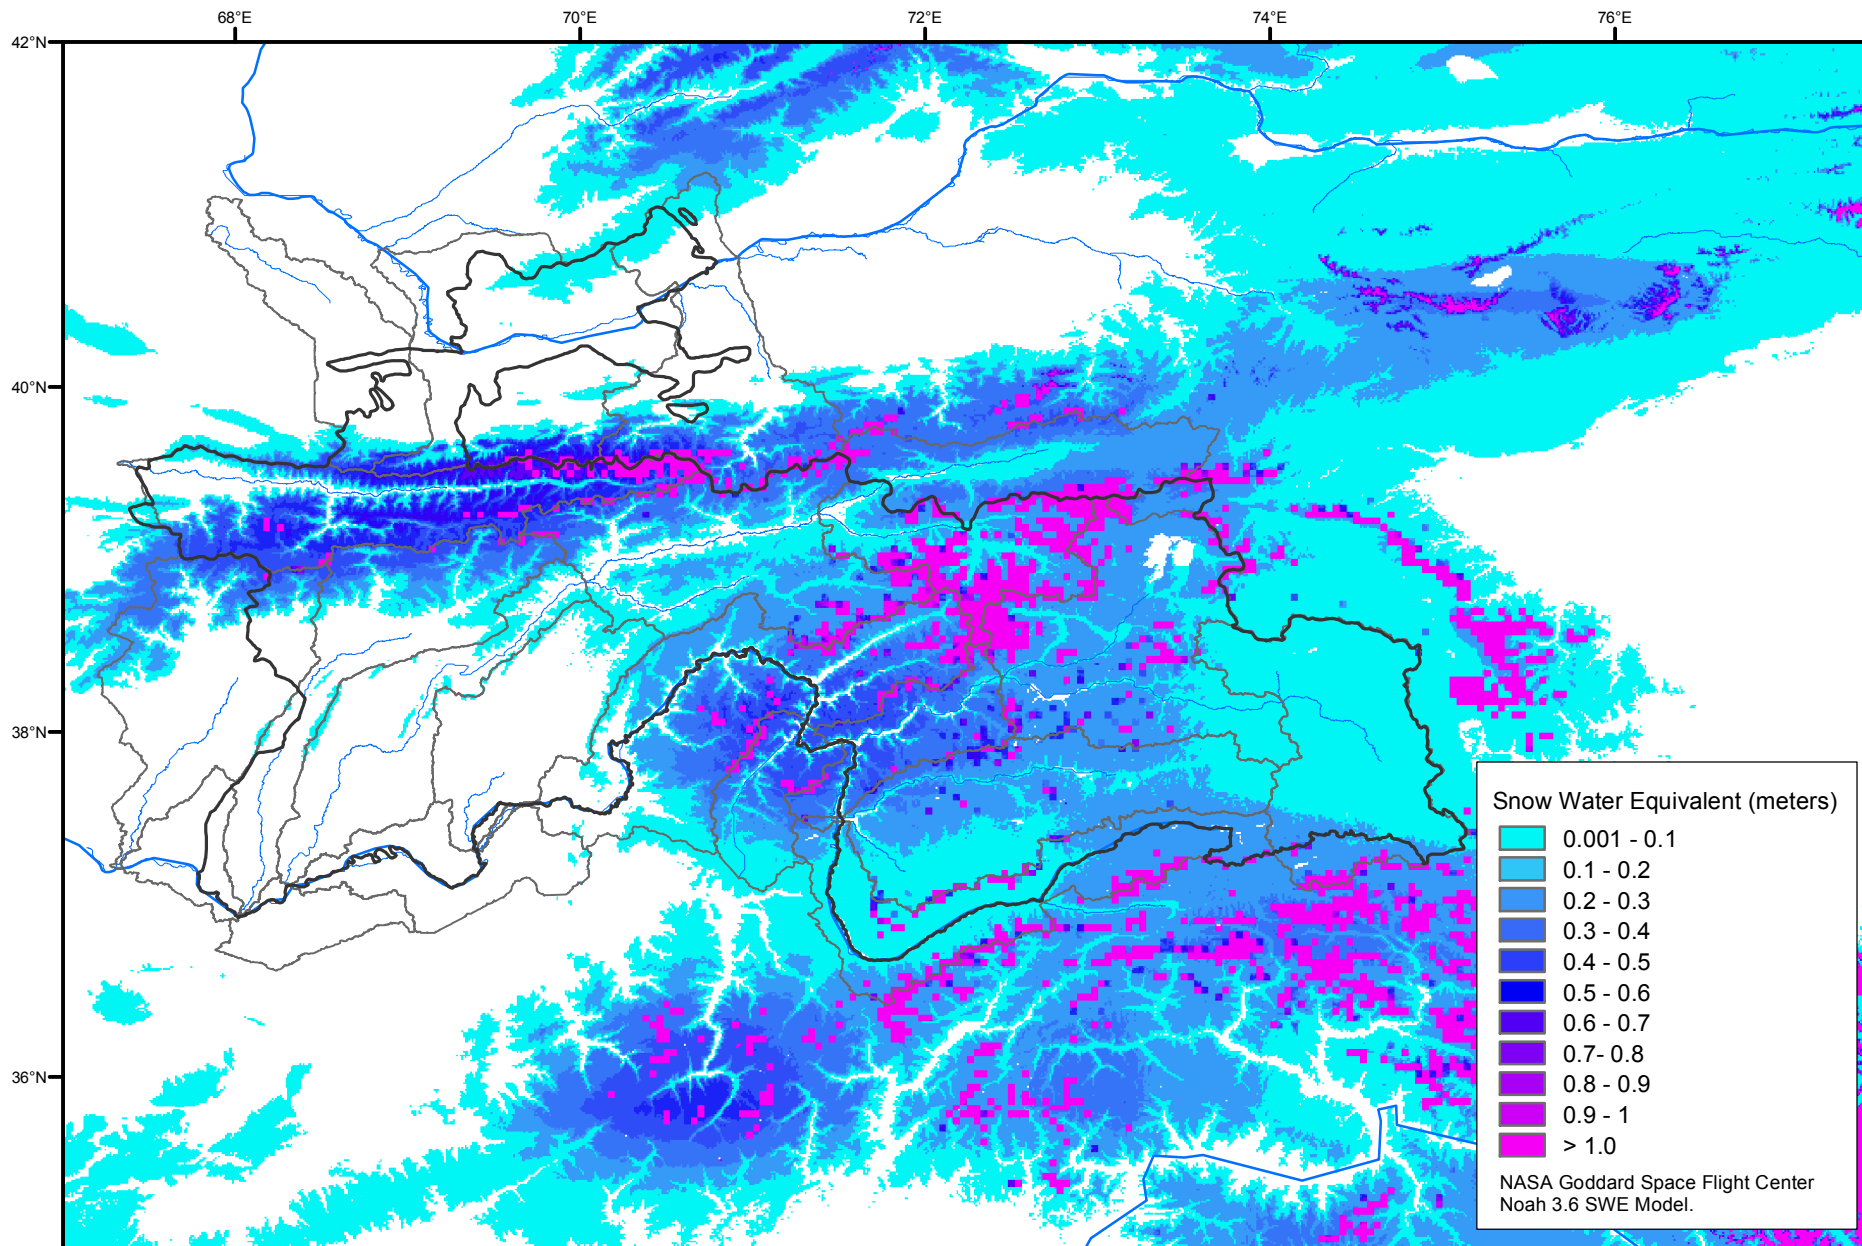 68°E
70°E
72°E
74°E
76°E
42°N
40°N
38°N
36°N
Snow Water Equivalent (meters)
0.001 - 0.1
0.1 - 0.2
0.2 - 0.3
0.3 - 0.4
0.4 - 0.5
0.5 - 0.6
0.6 - 0.7
0.7- 0.8
0.8 - 0.9
0.9 - 1
> 1.0
NASA Goddard Space Flight Center
Noah 3.6 SWE Model.